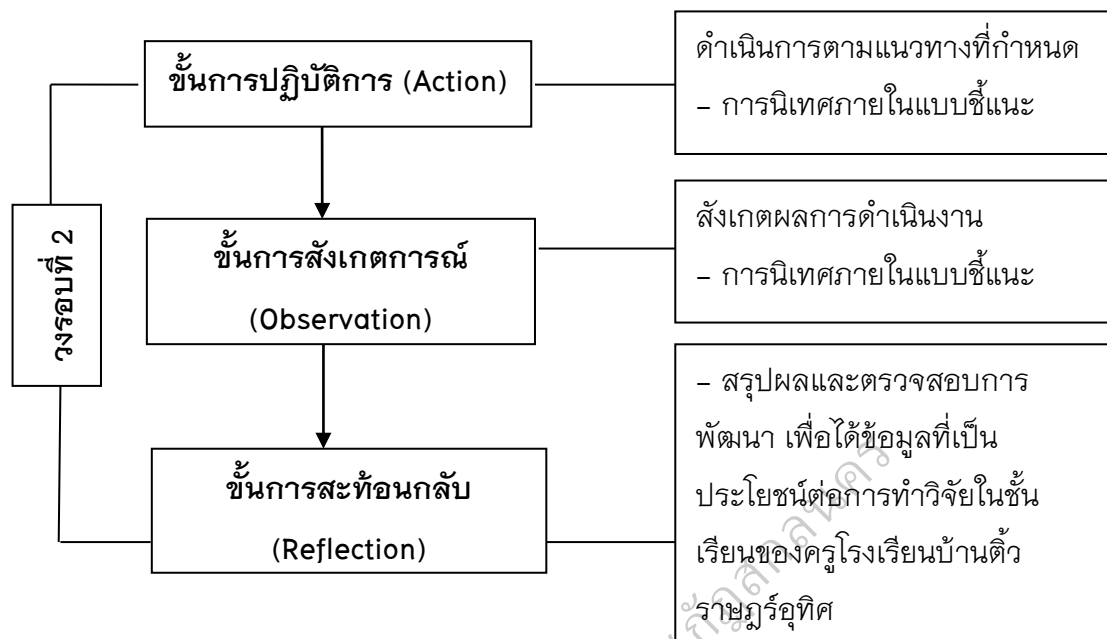 วงรอบที่ 2
ขั้นการปฏิบัติการ (Action)
ดำเนินการตามแนวทางที่กำหนด
– การนิเทศภายในแบบชี้แนะ
ขั้นการสังเกตการณ์
(Observation)
สังเกตผลการดำเนินงาน
– การนิเทศภายในแบบชี้แนะ
ขั้นการสะท้อนกลับ
(Reflection)
– สรุปผลและตรวจสอบการ
พัฒนา เพื่อได้ข้อมูลที่เป็น
ประโยชน์ต่อการทำวิจัยในชั้น
เรียนของครูโรงเรียนบ้านติ้ว
ราษฎร์อุทิศ